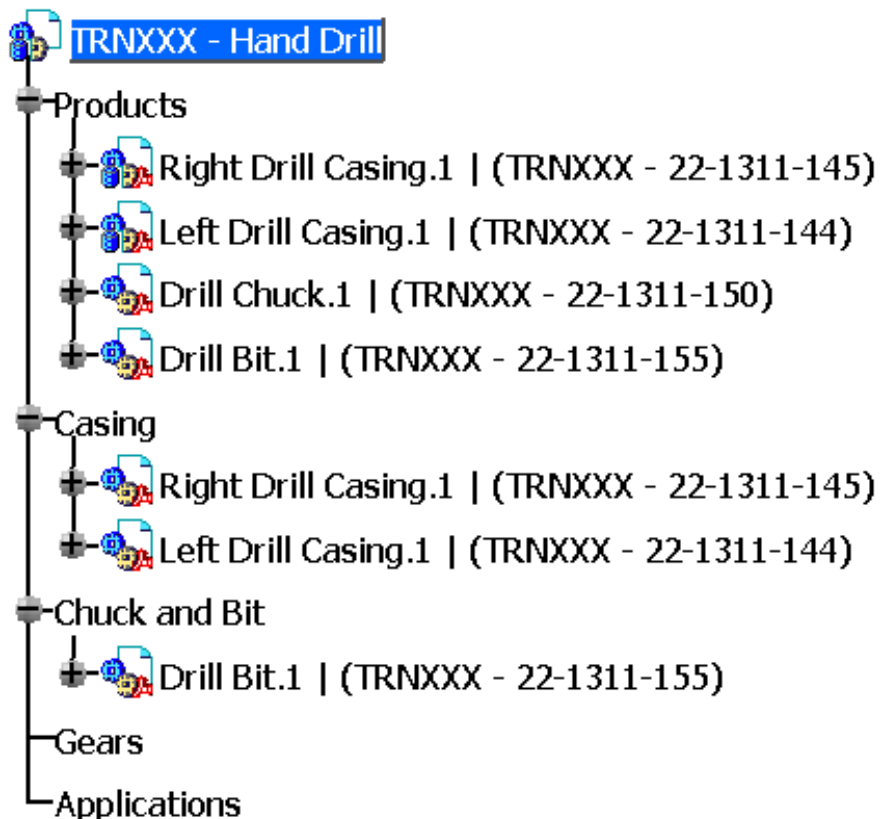 TRNXXX - Hand Drill
Products
Right Drill Casing.1 | (TRNXXX - 22-1311-145)
Left Drill Casing.1 | (TRNXXX - 22-1311-144)
Drill Chuck.1 | (TRNXXX - 22-1311-150)
Drill Bit.1 | (TRNXXX - 22-1311-155)
Casing
Right Drill Casing.1 | (TRNXXX - 22-1311-145)
Left Drill Casing.1 | (TRNXXX - 22-1311-144)
Chuck and Bit
Drill Bit.1 | (TRNXXX - 22-1311-155)
Gears
Applications